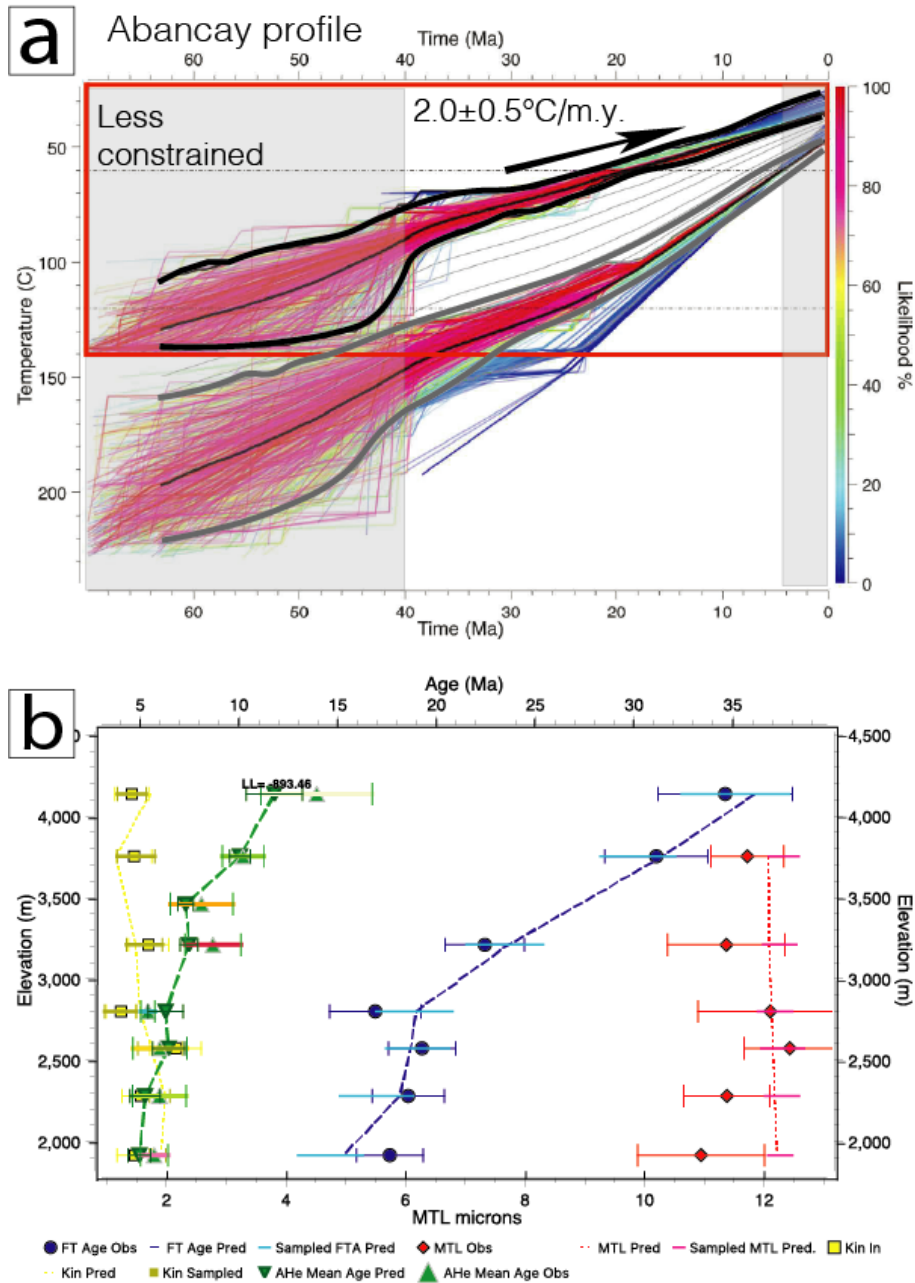 a
Abancay profile
Time (Ma)
60 50 40 30 20 10 0
Less
constrained
2.0±0.5°C/m.y.
50
100
150
200
Temperature (C)
100
80
60
40
20
0
Likelihood %
60 50 40 30 20 10 0
Time (Ma)
b
Age (Ma)
5 10 15 20 25 30 35
4,500
LL= -893.46
4,000 4,000
3,500 3,500
3,000 3,000
2,500 2,500
2,000 2,000
Elevation (m)
Elevation (m)
2 4 6 8 10 12
MTL microns
FT Age Obs FT Age Pred Sampled FTA Pred MTL Obs MTL Pred Sampled MTL Pred. Kin In
Kin Pred Kin Sampled AHe Mean Age Pred AHe Mean Age Obs